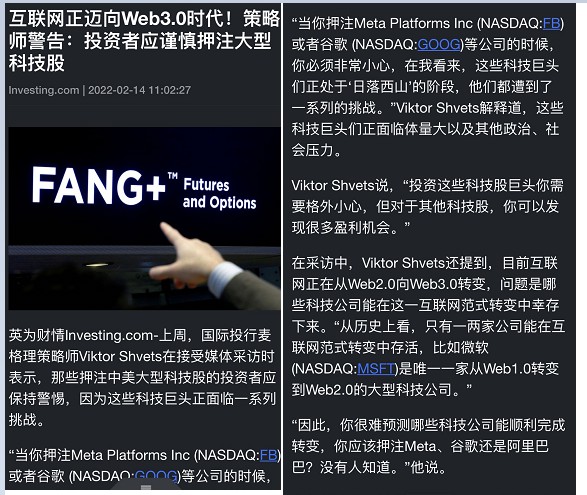 互联网正迈向Web3.0时代！策略
师警告：投资者应谨慎押注大型
科技股
Investing.com | 2022-02-14 11:02:27
FANG+™ Futures
and Options
英为财情Investing.com-上周，国际投行麦
格理策略师Viktor Shvets在接受媒体采访时
表示，那些押注中美大型科技股的投资者应
保持警惕，因为这些科技巨头正面临一系列
挑战。
“当你押注Meta Platforms Inc (NASDAQ:FB)
或者谷歌 (NASDAQ:GOOG)等公司的时候，
“当你押注Meta Platforms Inc (NASDAQ:FB)
或者谷歌 (NASDAQ:GOOG)等公司的时候，
你必须非常小心，在我看来，这些科技巨头
们正处于‘日落西山’的阶段，他们都遭到了
一系列的挑战。”Viktor Shvets解释道，这些
科技巨头们正面临体量大以及其他政治、社
会压力。
Viktor Shvets说，“投资这些科技股巨头你需
要格外小心，但对于其他科技股，你可以发
现很多盈利机会。”
在采访中，Viktor Shvets还提到，目前互联
网正在从Web2.0向Web3.0转变，问题是哪
些科技公司能在这一互联网范式转变中幸存
下来。“从历史上看，只有一两家公司能在互
联网范式转变中存活，比如微软
(NASDAQ:MSFT)是唯一一家从Web1.0转变
到Web2.0的大型科技公司。”
“因此，你很难预测哪些科技公司能顺利完成
转变，你应该押注Meta、谷歌还是阿里巴
巴？没有人知道。”他说。